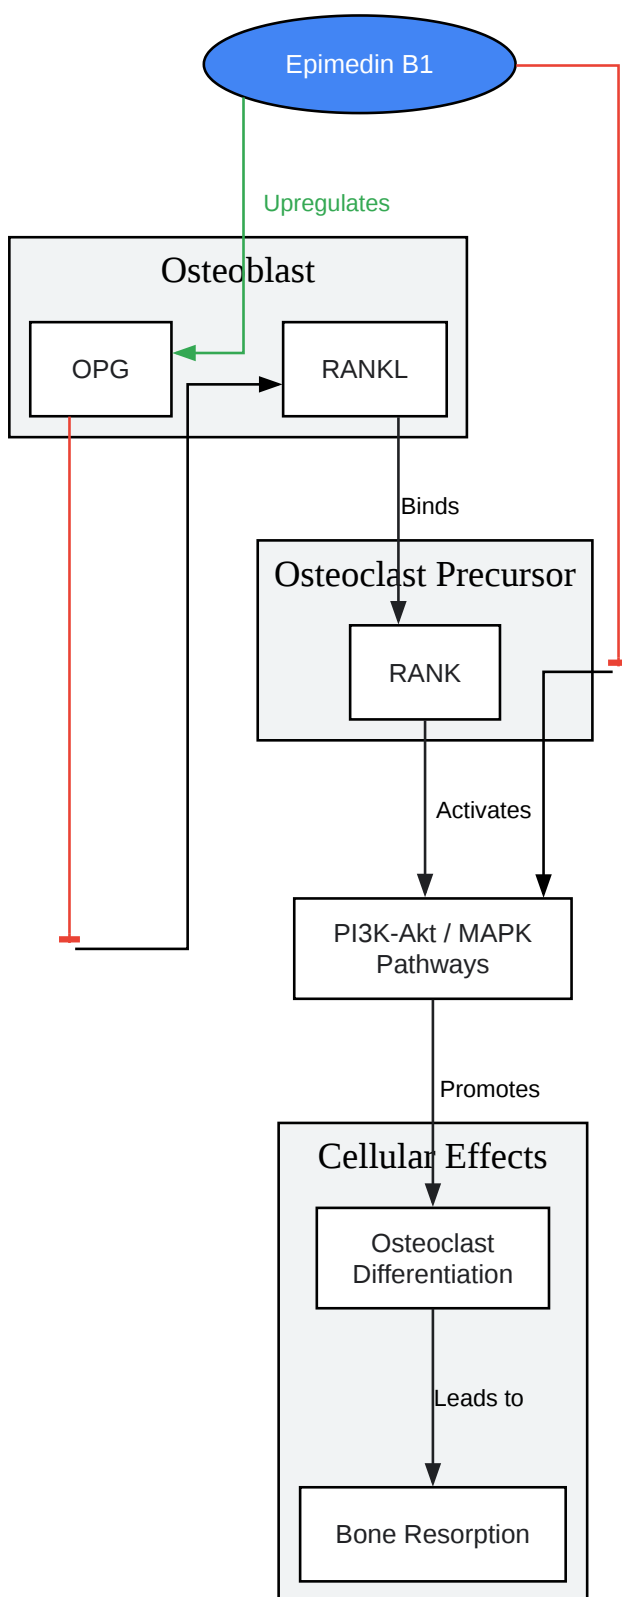 Epimedin B1
Upregulates
Osteoblast
OPG
RANKL
Binds
Osteoclast Precursor
RANK
Activates
PI3K-Akt / MAPK
Pathways
Promotes
Cellular Effects
Osteoclast
Differentiation
Leads to
Bone Resorption